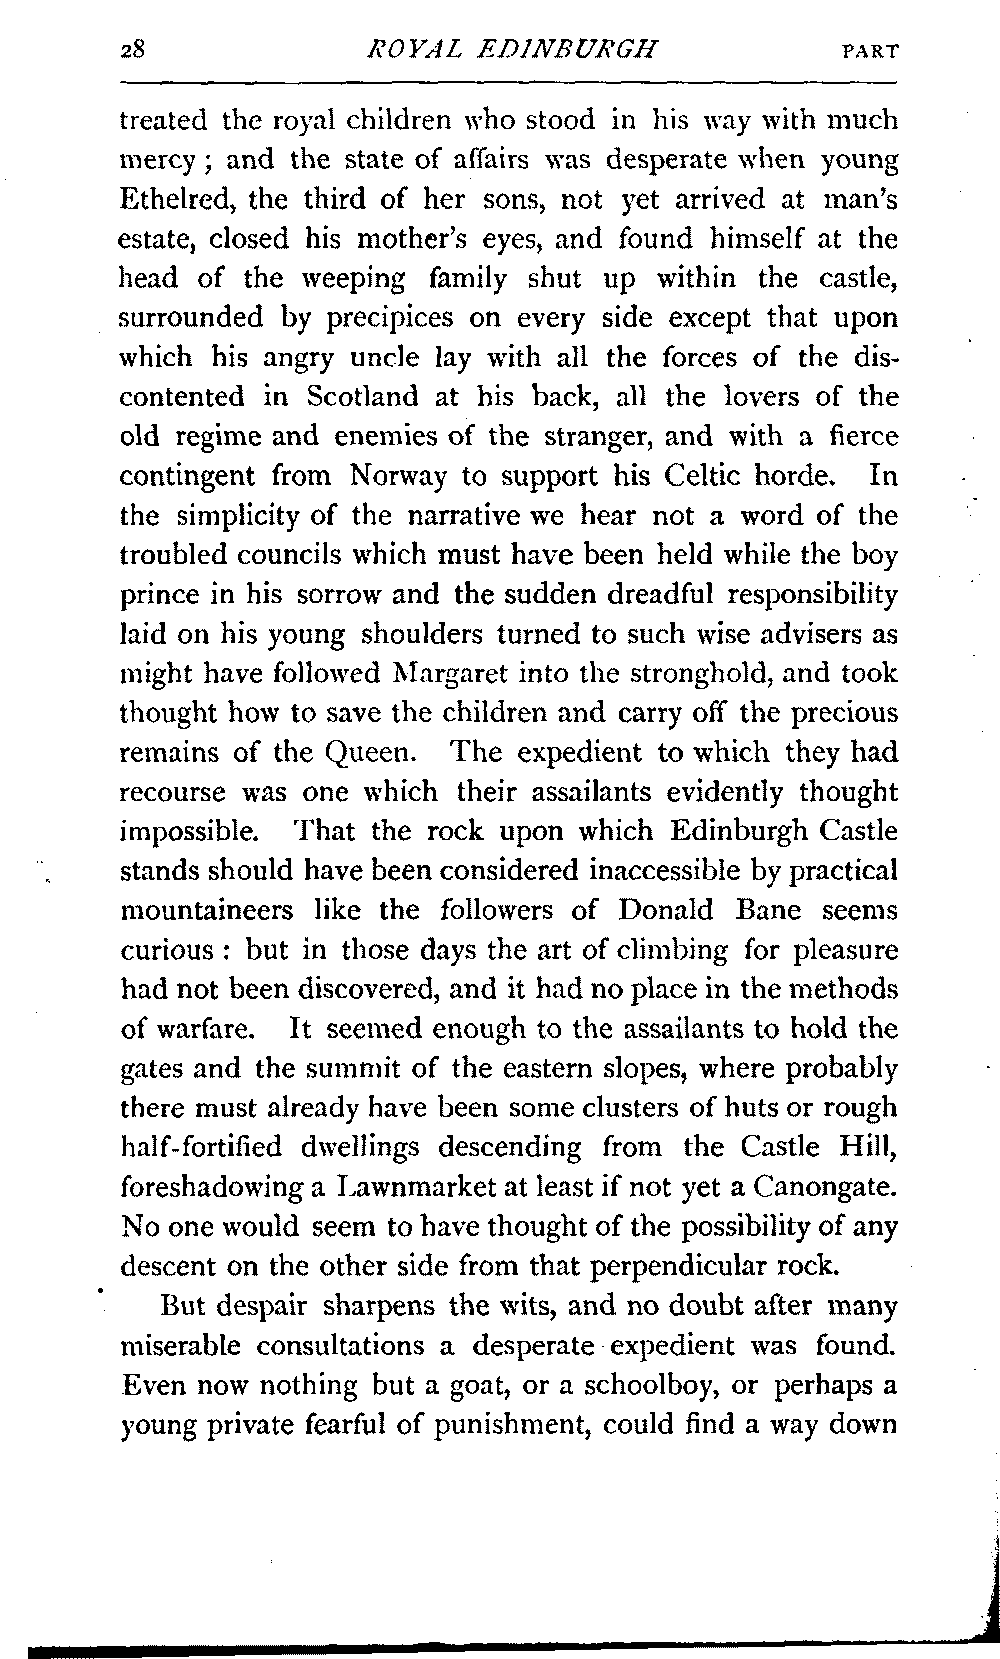 28 ROYAL EDINBURGH PART
treated the royal children who stood in his way with much
mercy ; and the state of affairs was desperate when young
Ethelred, the third of her sons, not yet arrived at man's
estate, closed his mother's eyes, and found himself at the
head of the weeping family shut up within the castle,
surrounded by precipices on every side except that upon
which his angry uncle lay with all the forces of the dis-
contented in Scotland at his back, all the lovers of the
old regime and enemies of the stranger, and with a fierce
contingent from Norway to support his Celtic horde. In
the simplicity of the narrative we hear not a word of the
troubled councils which must have been held while the boy
prince in his sorrow and the sudden dreadful responsibility
laid on his young shoulders turned to such wise advisers as
might have followed Margaret into the stronghold, and took
thought how to save the children and carry off the precious
remains of the Queen. The expedient to which they had
recourse was one which their assailants evidently thought
impossible. That the rock upon which Edinburgh Castle
stands should have been considered inaccessible by practical
mountaineers like the followers of Donald Bane seems
curious : but in those days the art of climbing for pleasure
had not been discovered, and it had no place in the methods
of warfare. It seemed enough to the assailants to hold the
gates and the summit of the eastern slopes, where probably
there must already have been some clusters of huts or rough
half-fortified dwellings descending from the Castle Hill,
foreshadowing a Lawnmarket at least if not yet a Canongate.
No one would seem to have thought of the possibility of any
descent on the other side from that perpendicular rock.
But despair sharpens the wits, and no doubt after many
miserable consultations a desperate expedient was found.
Even now nothing but a goat, or a schoolboy, or perhaps a
young private fearful of punishment, could find a way down